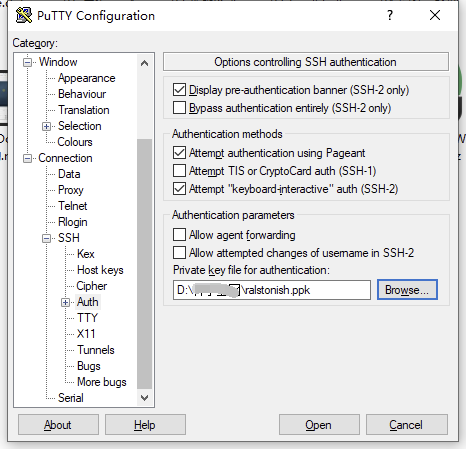 PuTTY Configuration
Category:
Window
Appearance
Behaviour
Translation
Selection
Colours
Connection
Data
Proxy
Telnet
Rlogin
SSH
Kex
Host keys
Cipher
Auth
TTY
X11
Tunnels
Bugs
More bugs
Serial
Options controlling SSH authentication
Display pre-authentication banner (SSH-2 only)
Bypass authentication entirely (SSH-2 only)
Authentication methods
Attempt authentication using Pageant
Attempt TIS or CryptoCard auth (SSH-1)
Attempt "keyboard-interactive" auth (SSH-2)
Authentication parameters
Allow agent forwarding
Allow attempted changes of username in SSH-2
Private key file for authentication:
D:\ \ralstonish.ppk
Browse...
About
Help
Open
Cancel